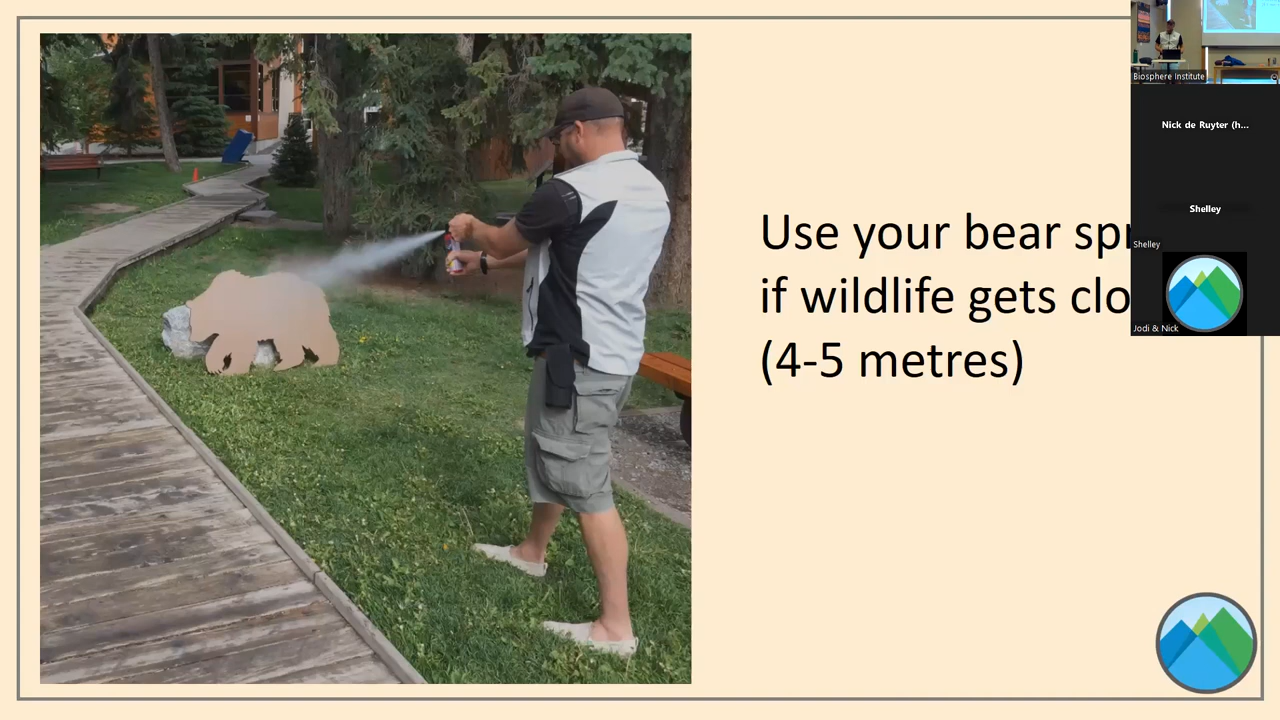 Use your bear spr
if wildlife gets clo
(4-5 metres)
Biosphere Institute
Nick de Ruyter (h...
Shelley
Shelley
Jodi & Nick